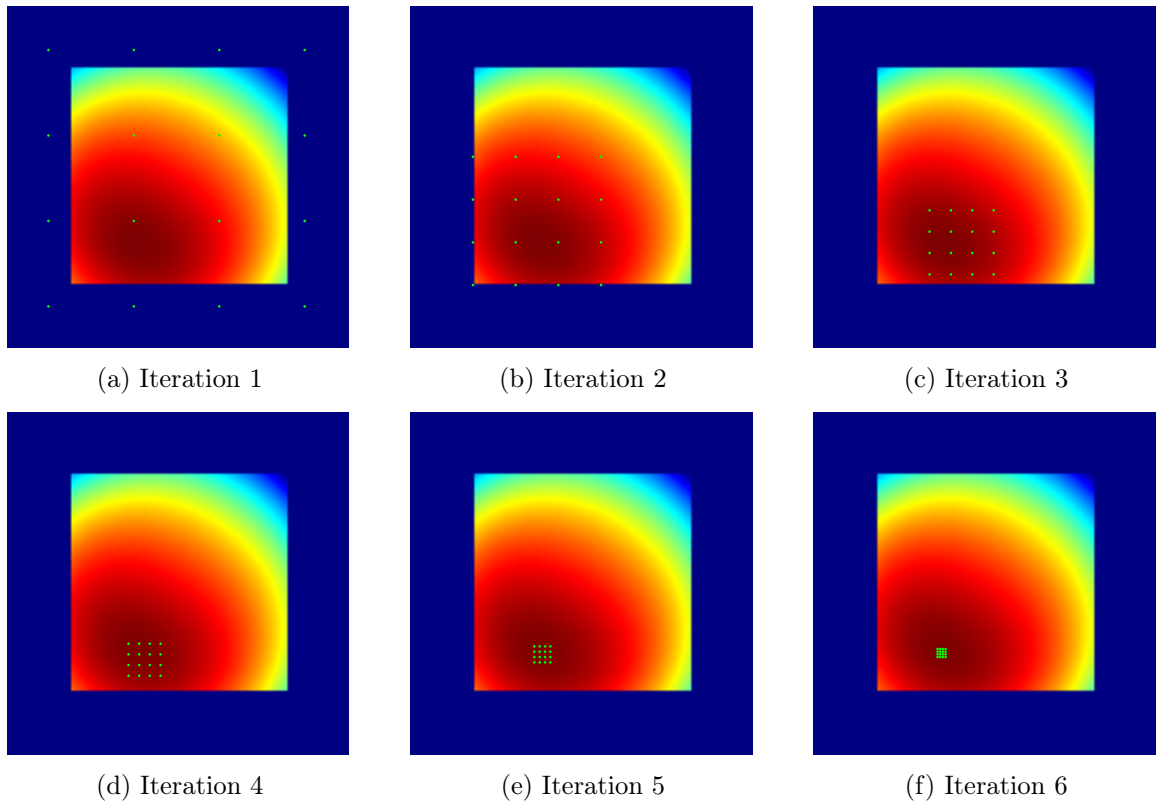 (a) Iteration 1
(b) Iteration 2
(c) Iteration 3
(d) Iteration 4
(e) Iteration 5
(f) Iteration 6